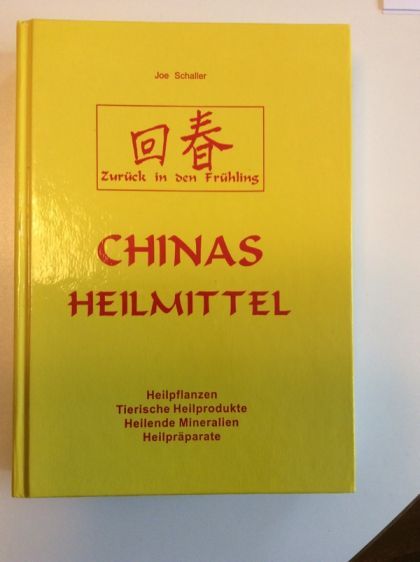 Joe Schaller
回春
Zurück in den Frühling
CHINAS
HEILMITTEL
Heilpflanzen
Tierische Heilprodukte
Heilende Mineralien
Heilpräparate